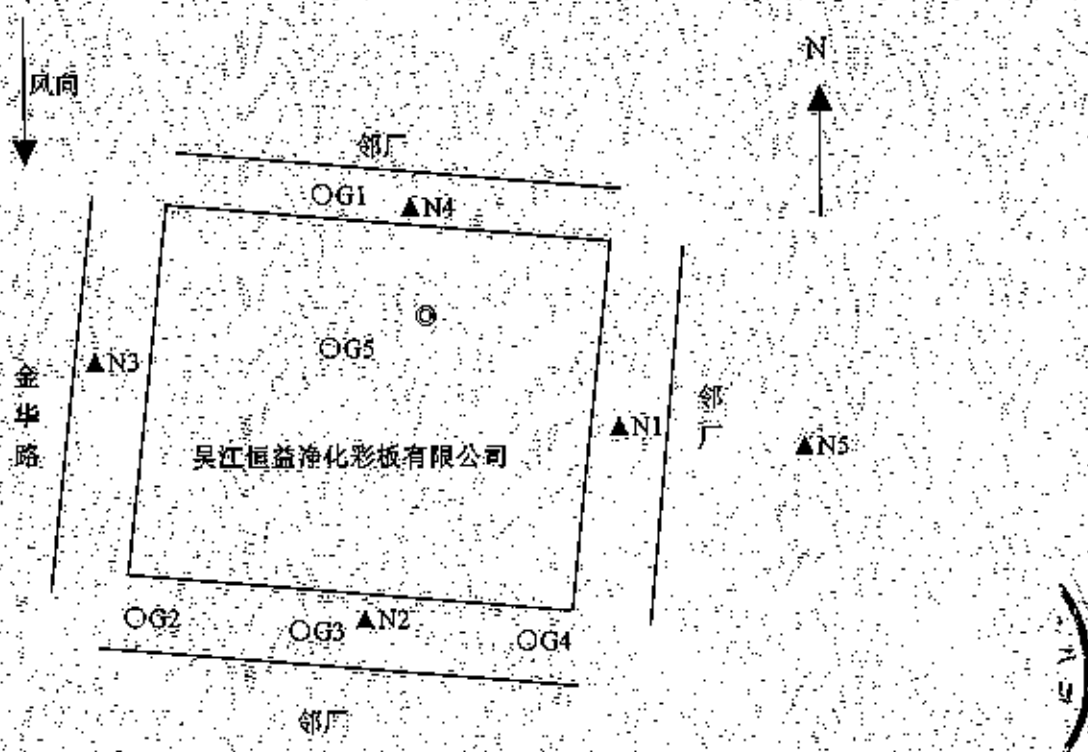 N
风向
邻厂
○G1
▲N4
◎
○G5
▲N3
金华路
邻厂
▲N1
▲N5
吴江恒益净化彩板有限公司
○G2
○G3
▲N2
○G4
邻厂